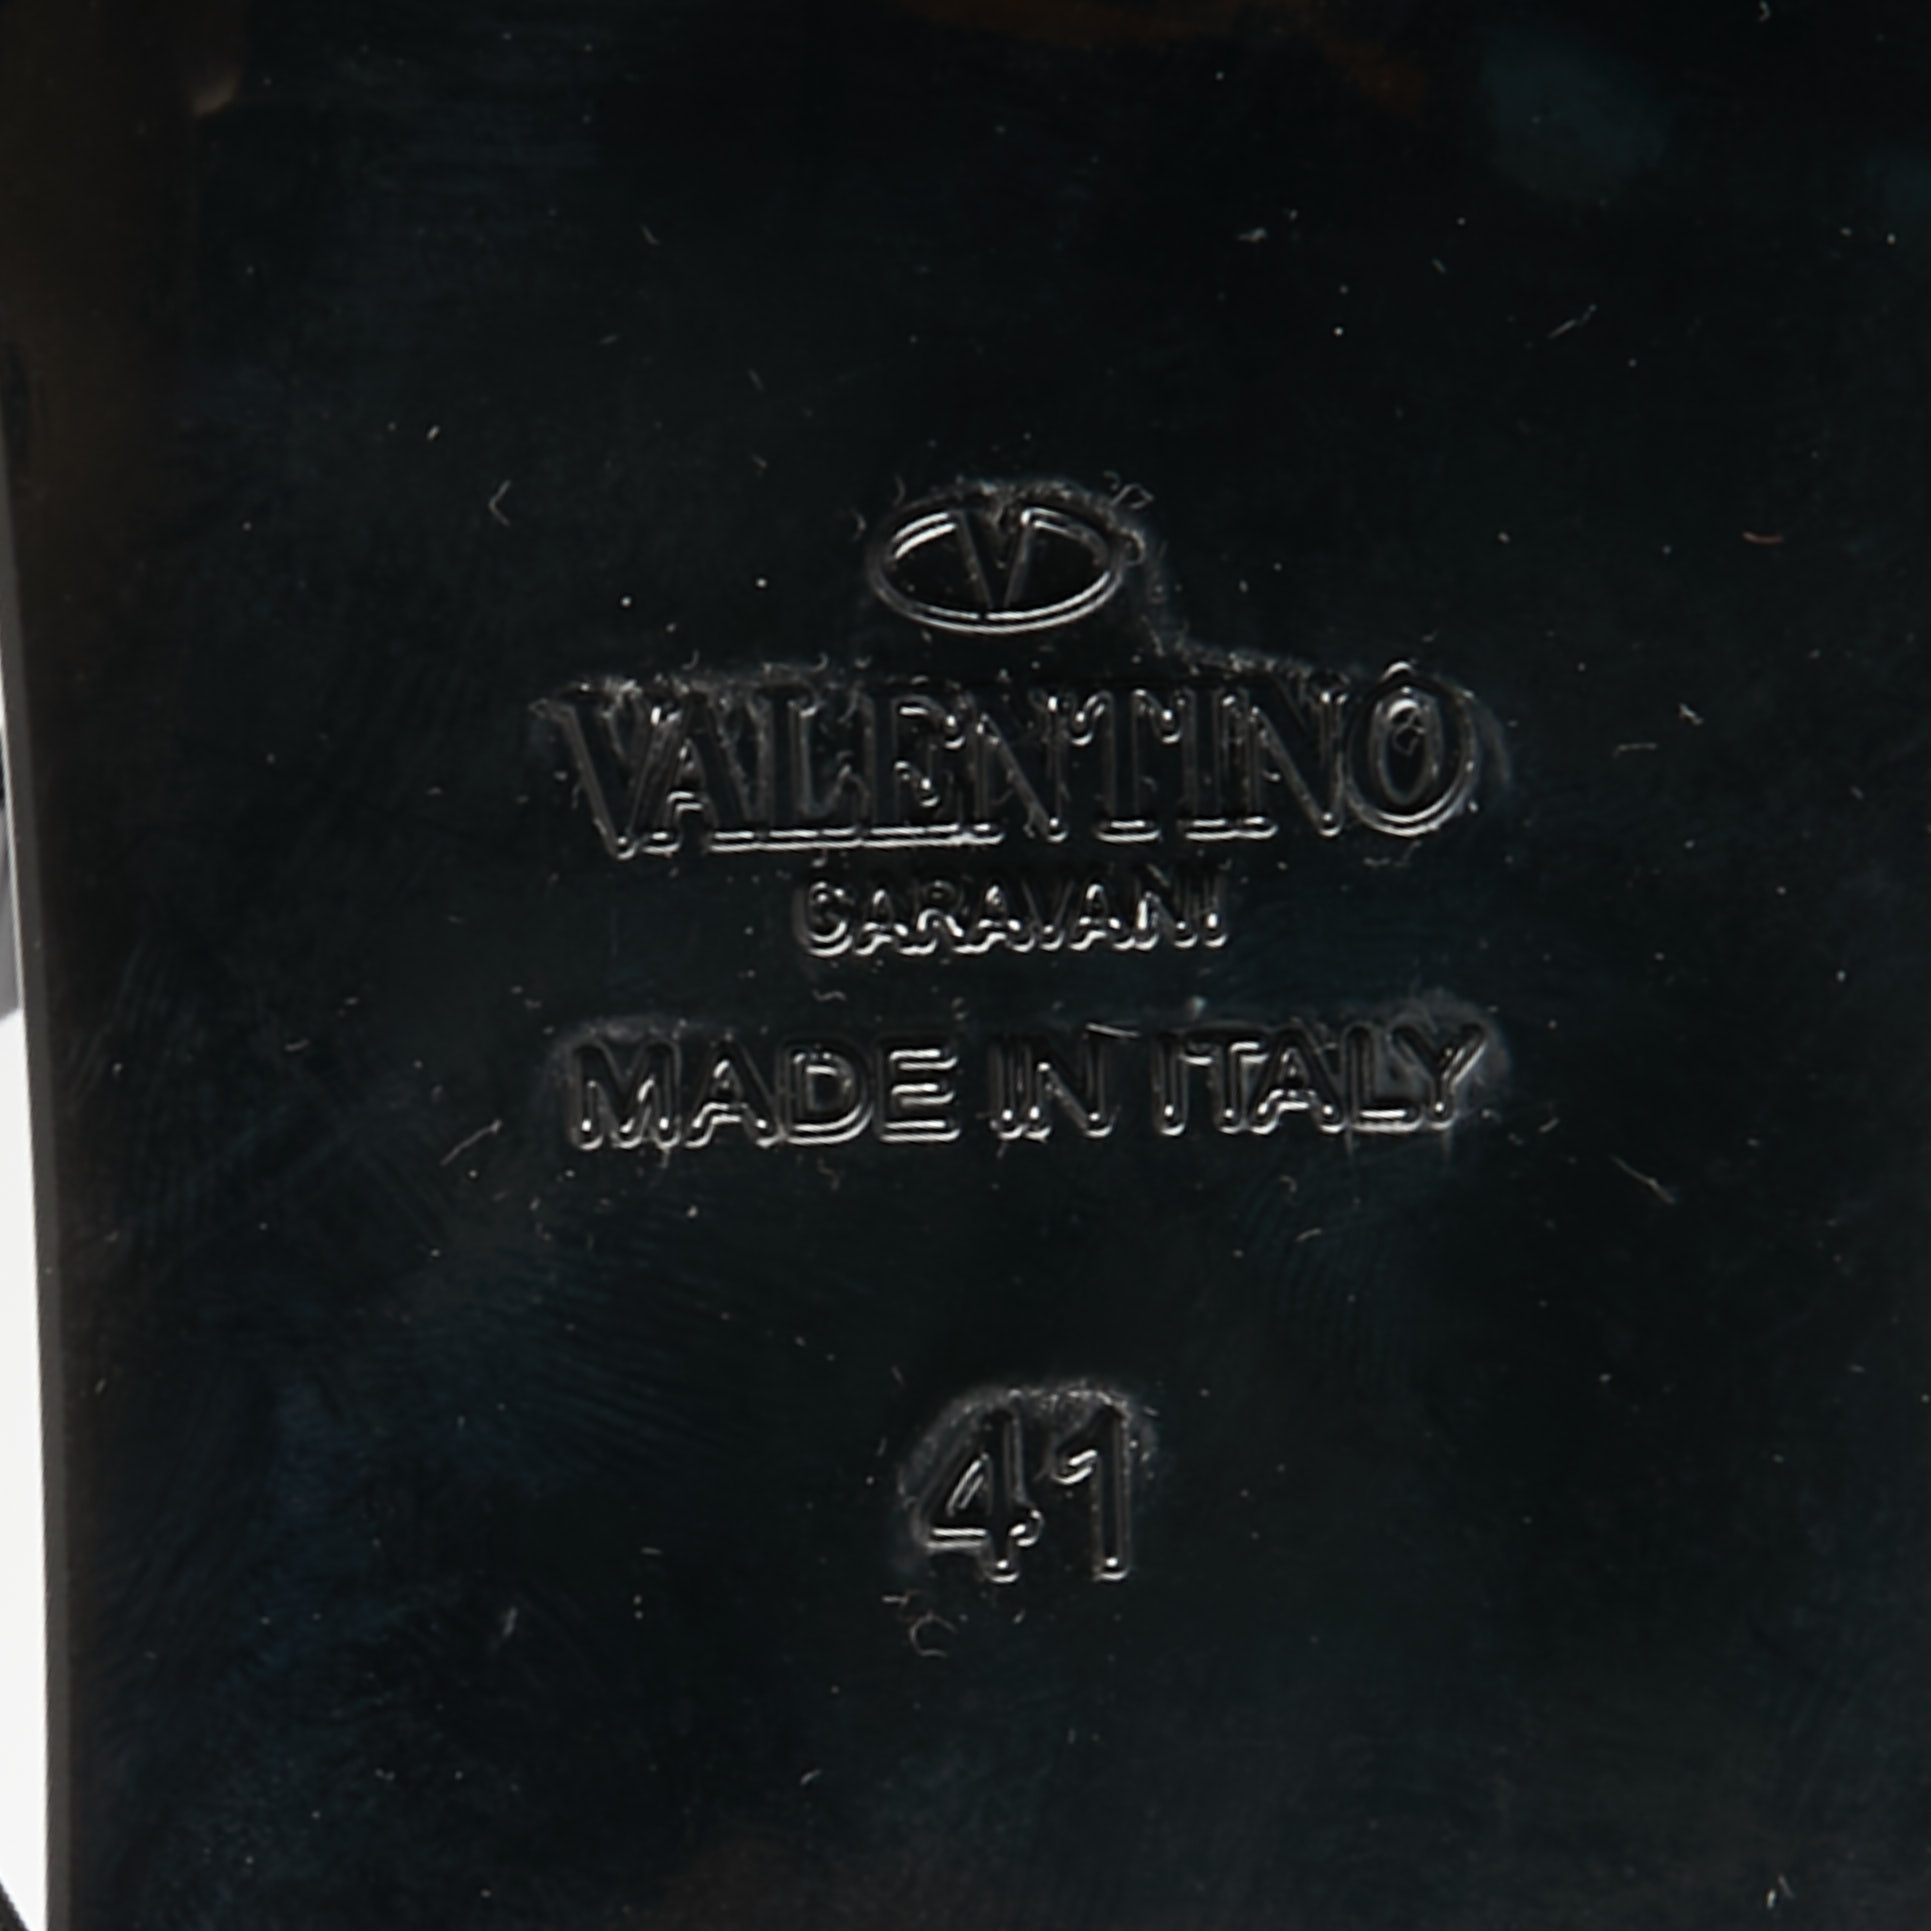 V
VALENTINO
GARAVANI
MADE IN ITALY
41